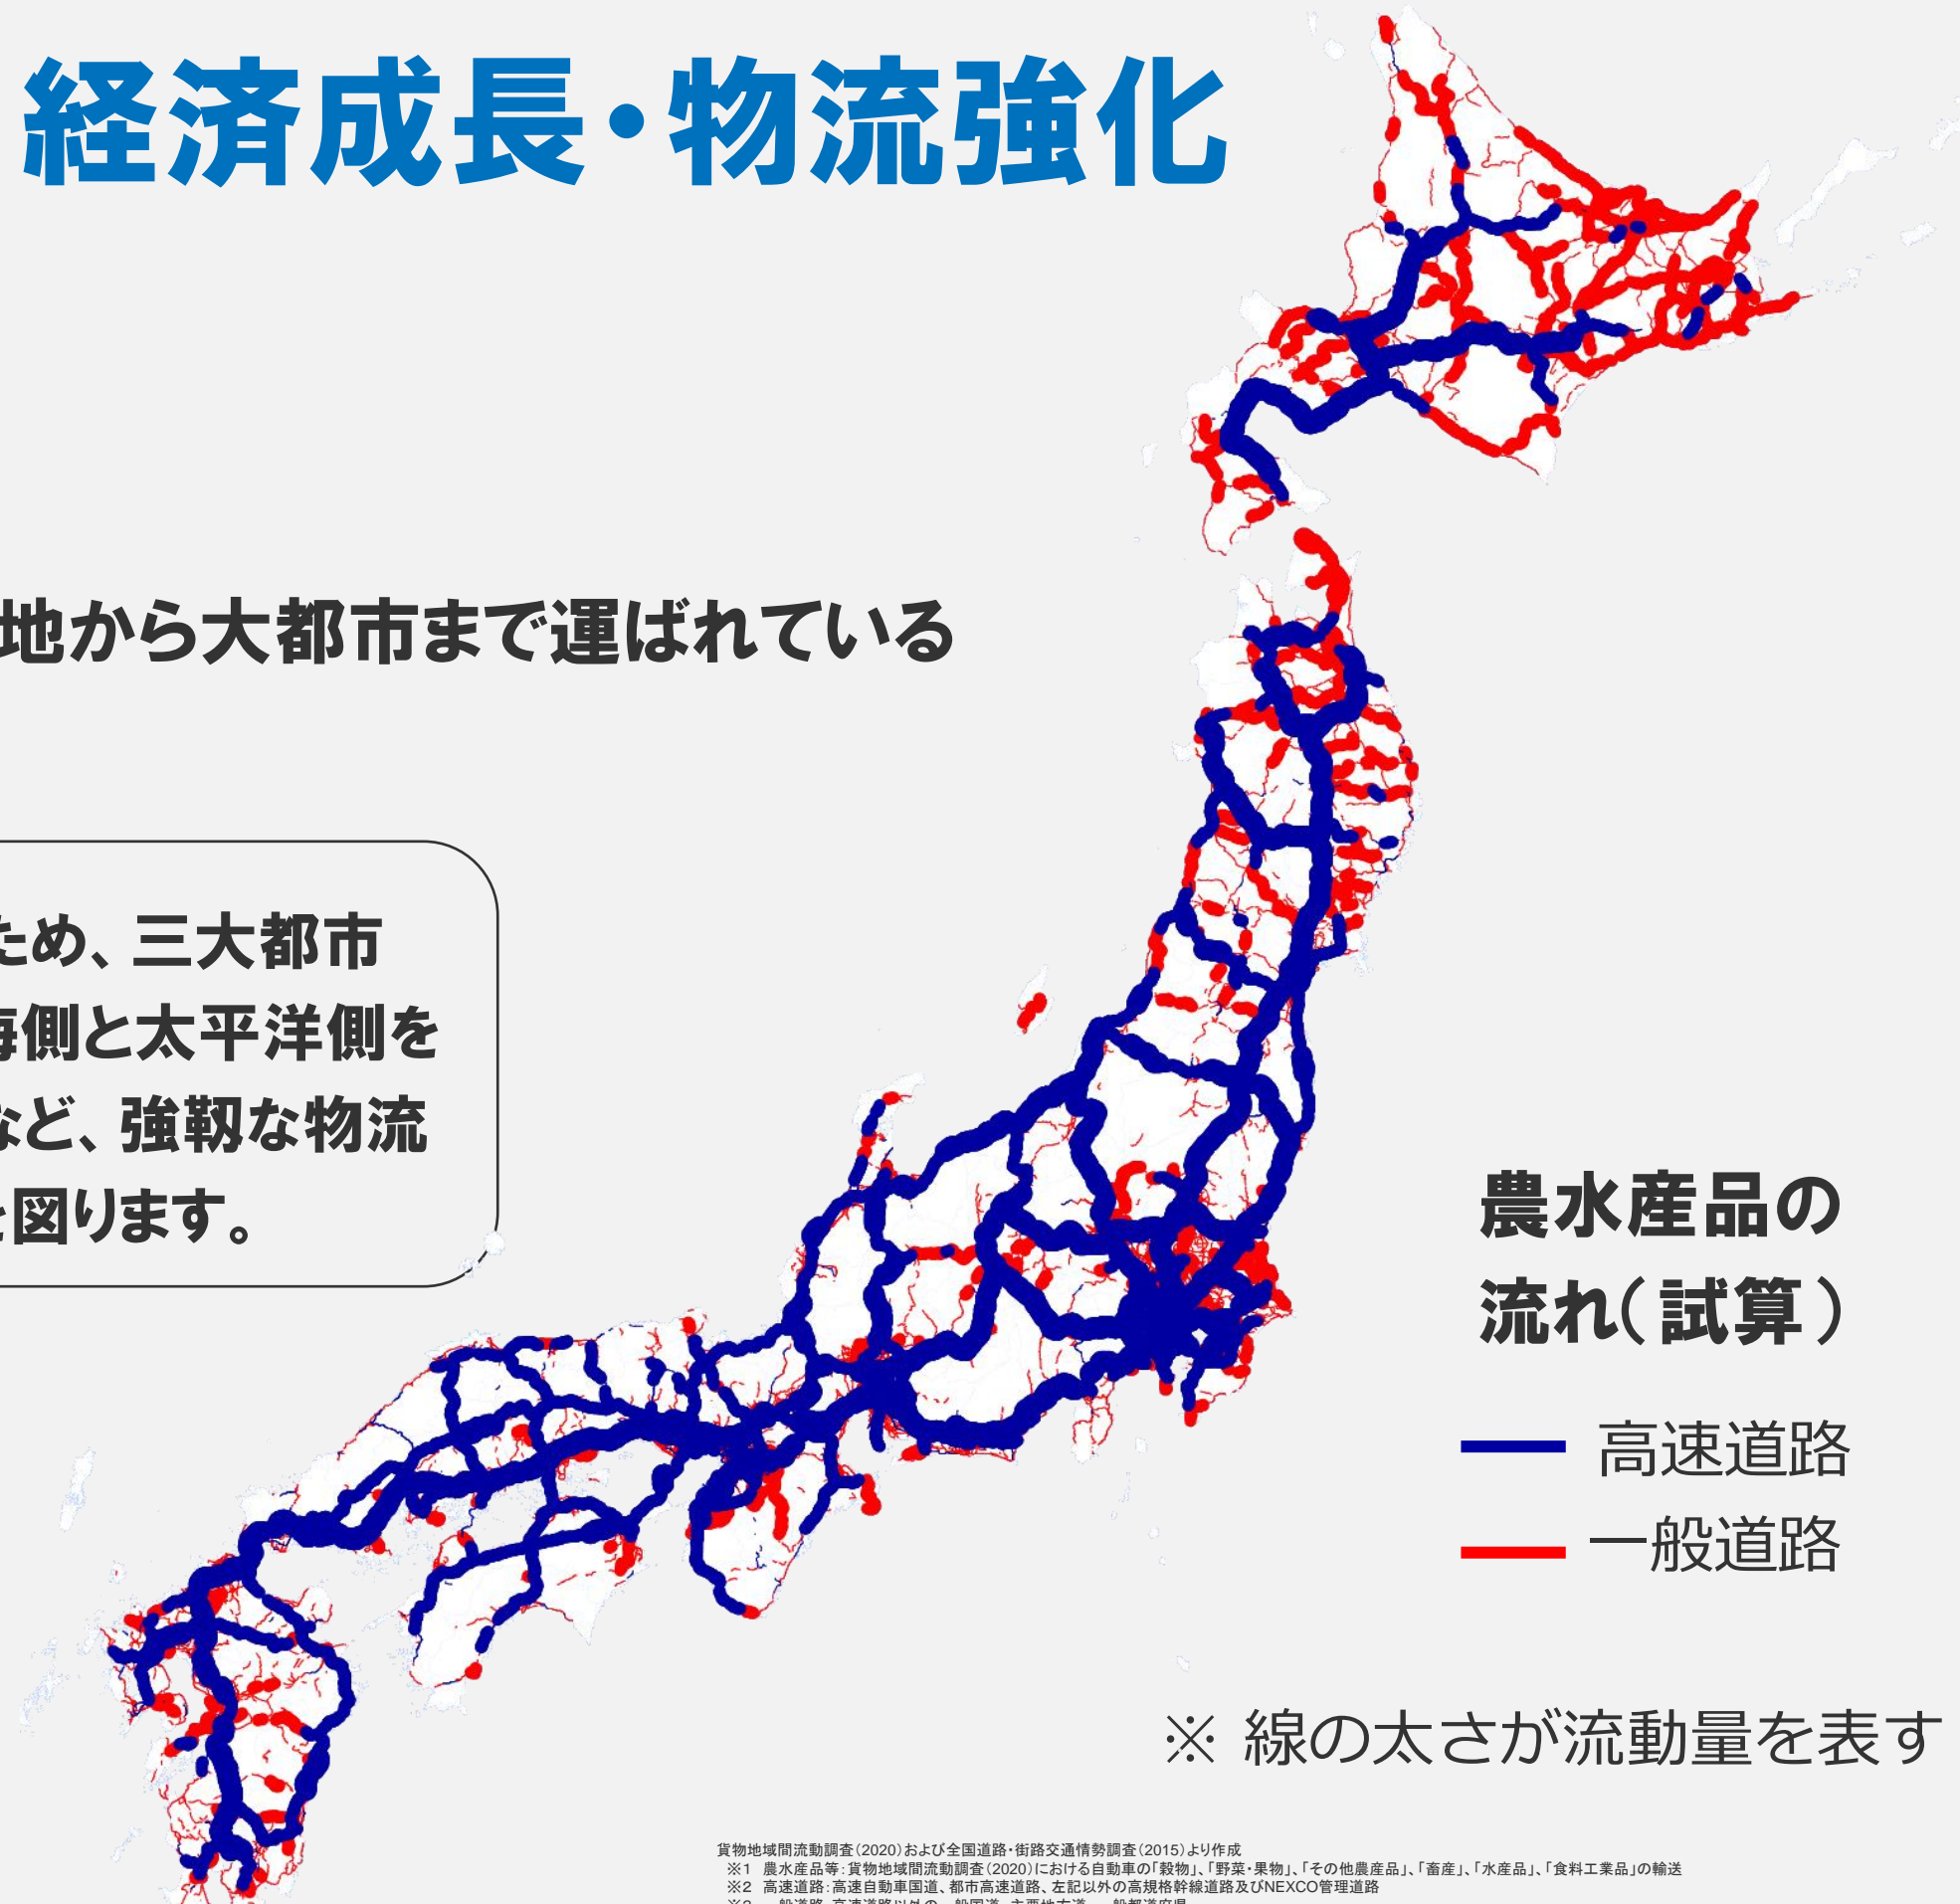 経済成長・物流強化
地から大都市まで運ばれている
ため、三大都市
海側と太平洋側を
など、強靱な物流
を図ります。
農水産品の
流れ(試算)
高速道路
一般道路
※ 線の太さが流動量を表す
貨物地域間流動調査(2020)および全国道路・街路交通情勢調査(2015)より作成
※1 農水産品等:貨物地域間流動調査(2020)における自動車の「穀物」、「野菜・果物」、「その他農産品」、「畜産」、「水産品」、「食料工業品」の輸送
※2 高速道路:高速自動車国道、都市高速道路、左記以外の高規格幹線道路及びNEXCO管理道路